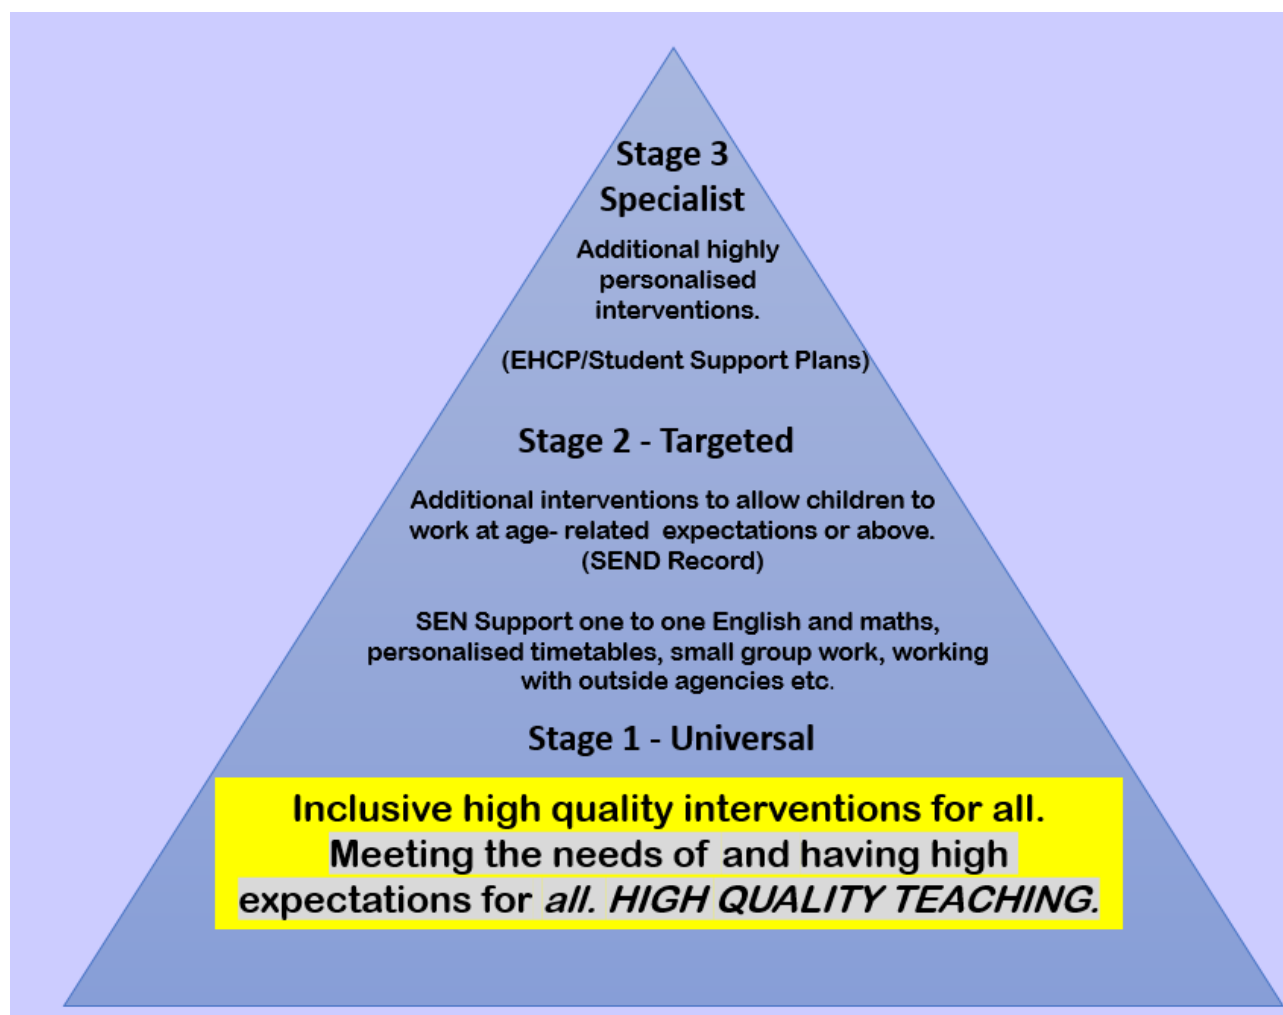 Stage 3
Specialist
Additional highly
personalised
interventions.
(EHCP/Student Support Plans)
Stage 2 - Targeted
Additional interventions to allow children to
work at age- related expectations or above.
(SEND Record)
SEN Support one to one English and maths,
personalised timetables, small group work, working
with outside agencies etc.
Stage 1 - Universal
Inclusive high quality interventions for all.
Meeting the needs of and having high
expectations for all. HIGH QUALITY TEACHING.